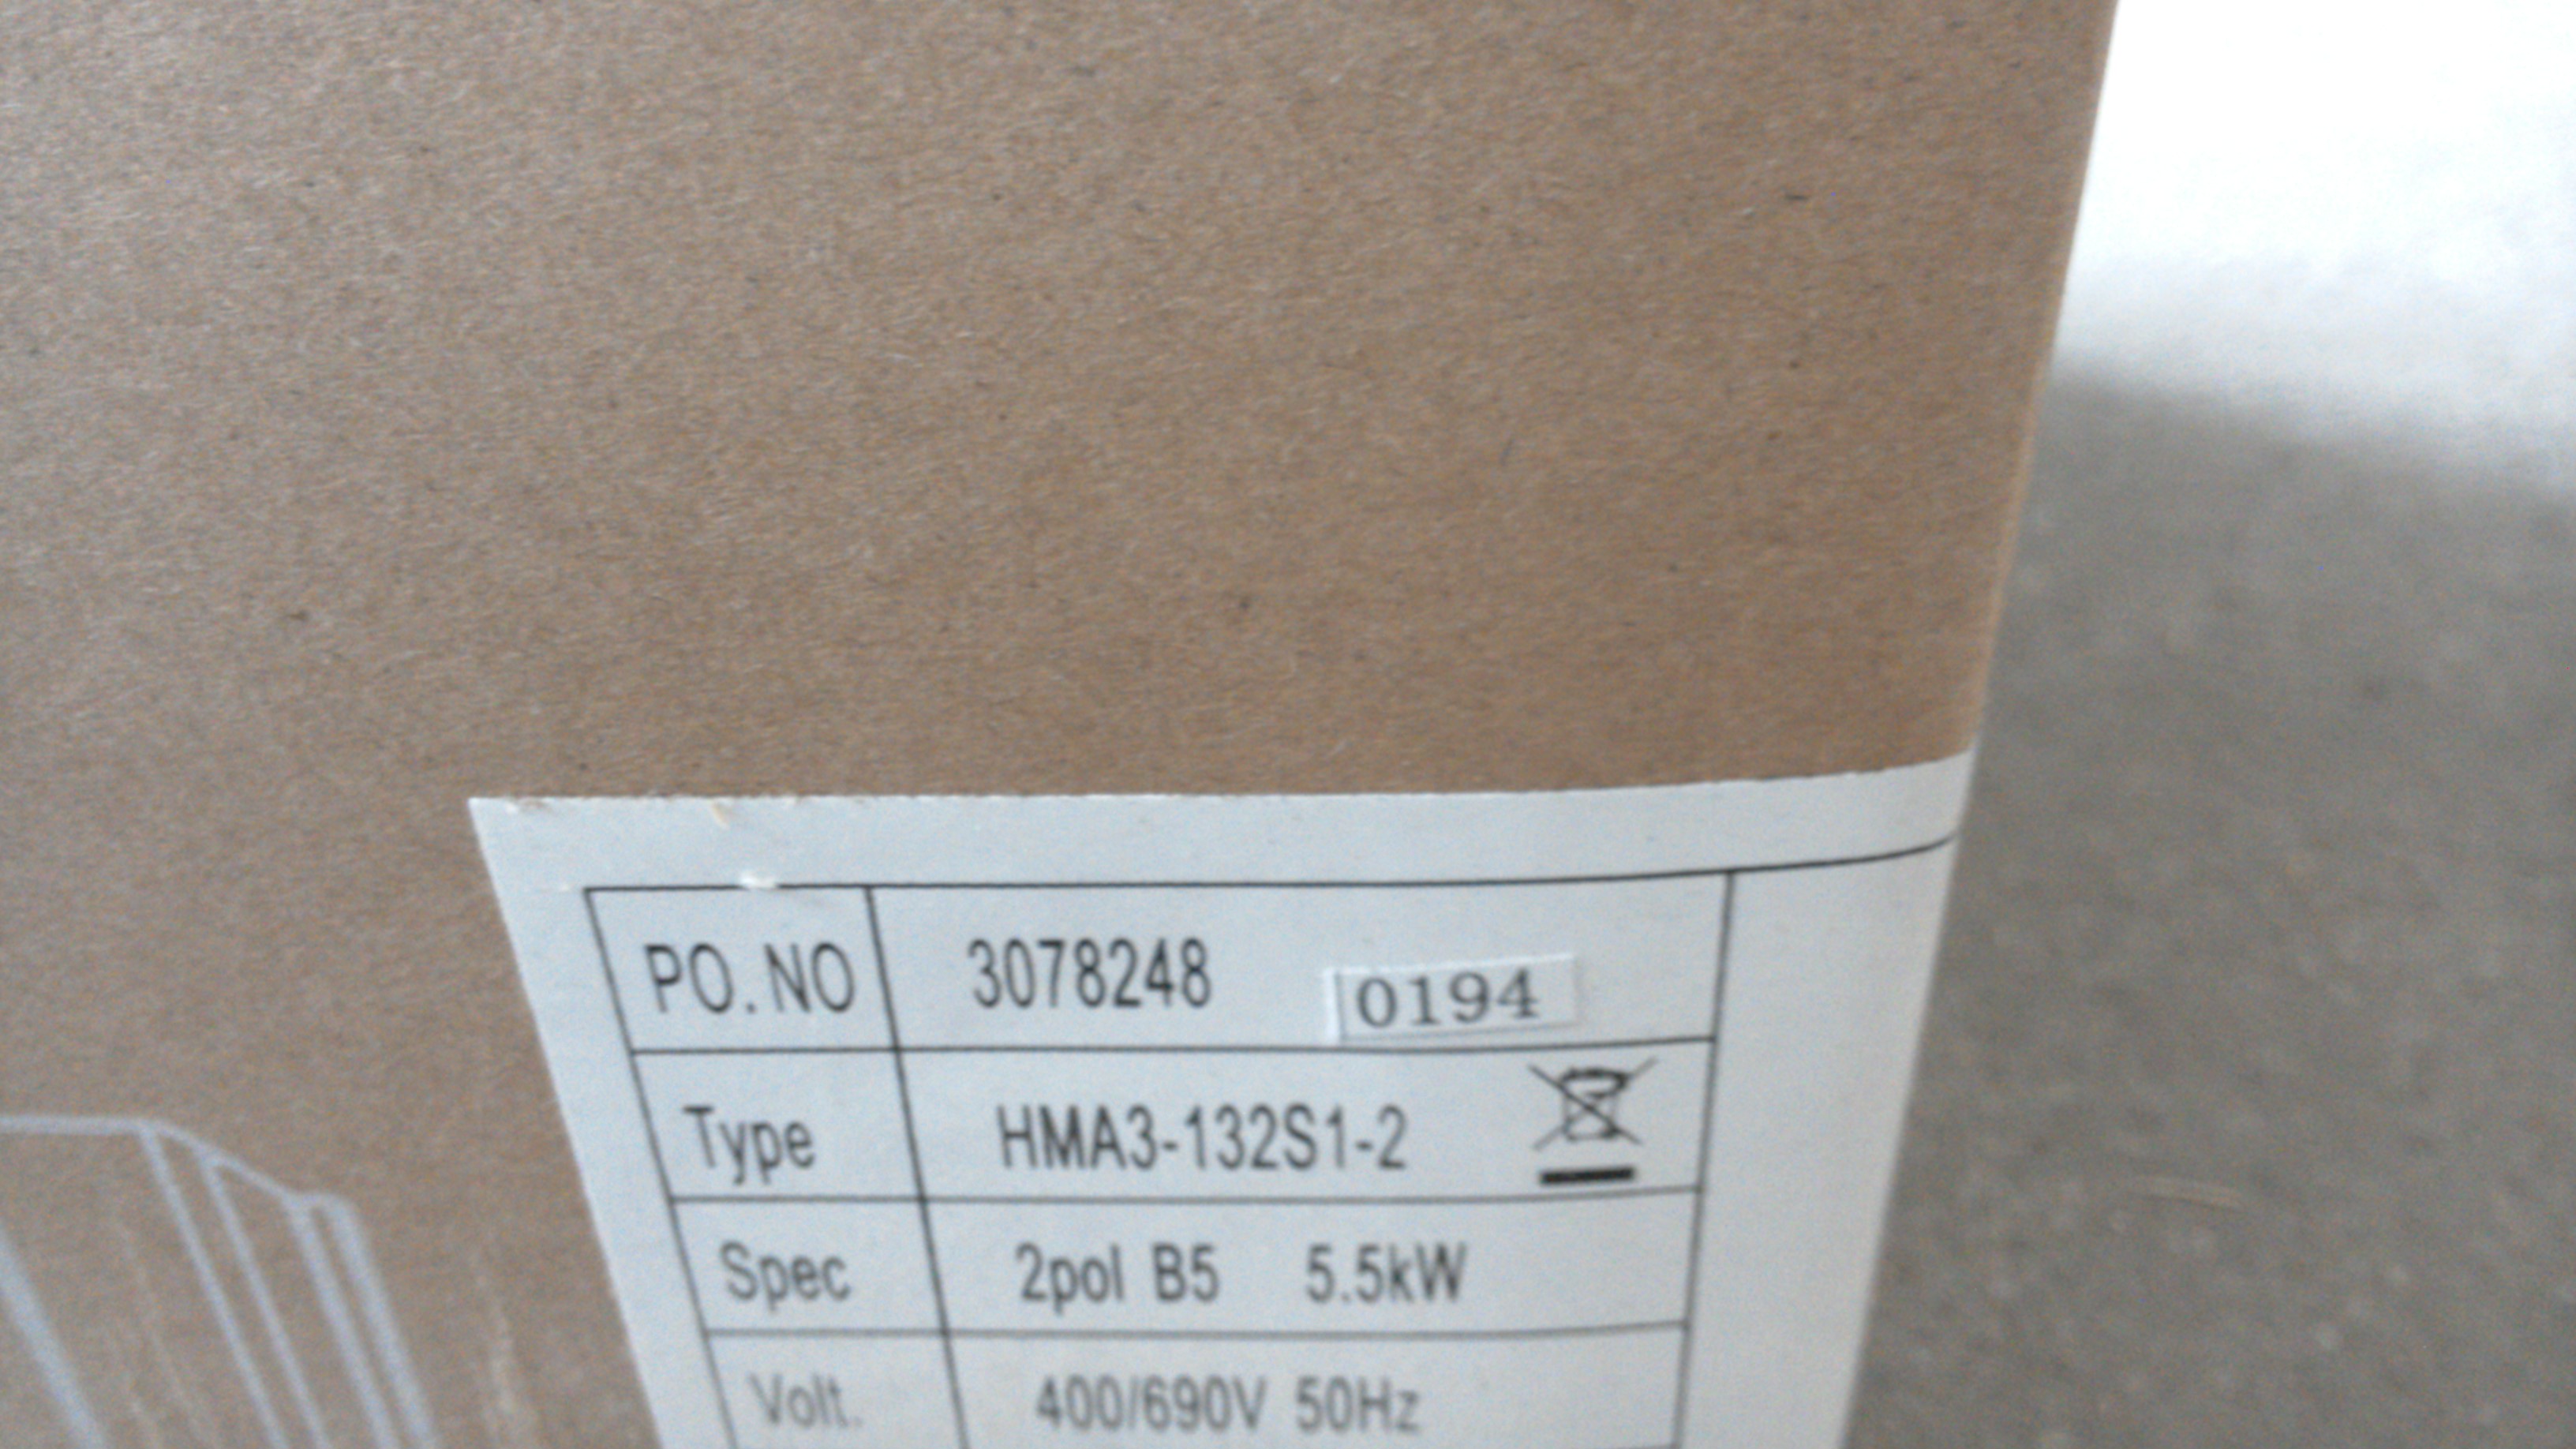 PO.NO 3078248 0194
Type HMA3-132S1-2
Spec 2pol B5 5.5kW
Volt. 400/690V 50Hz